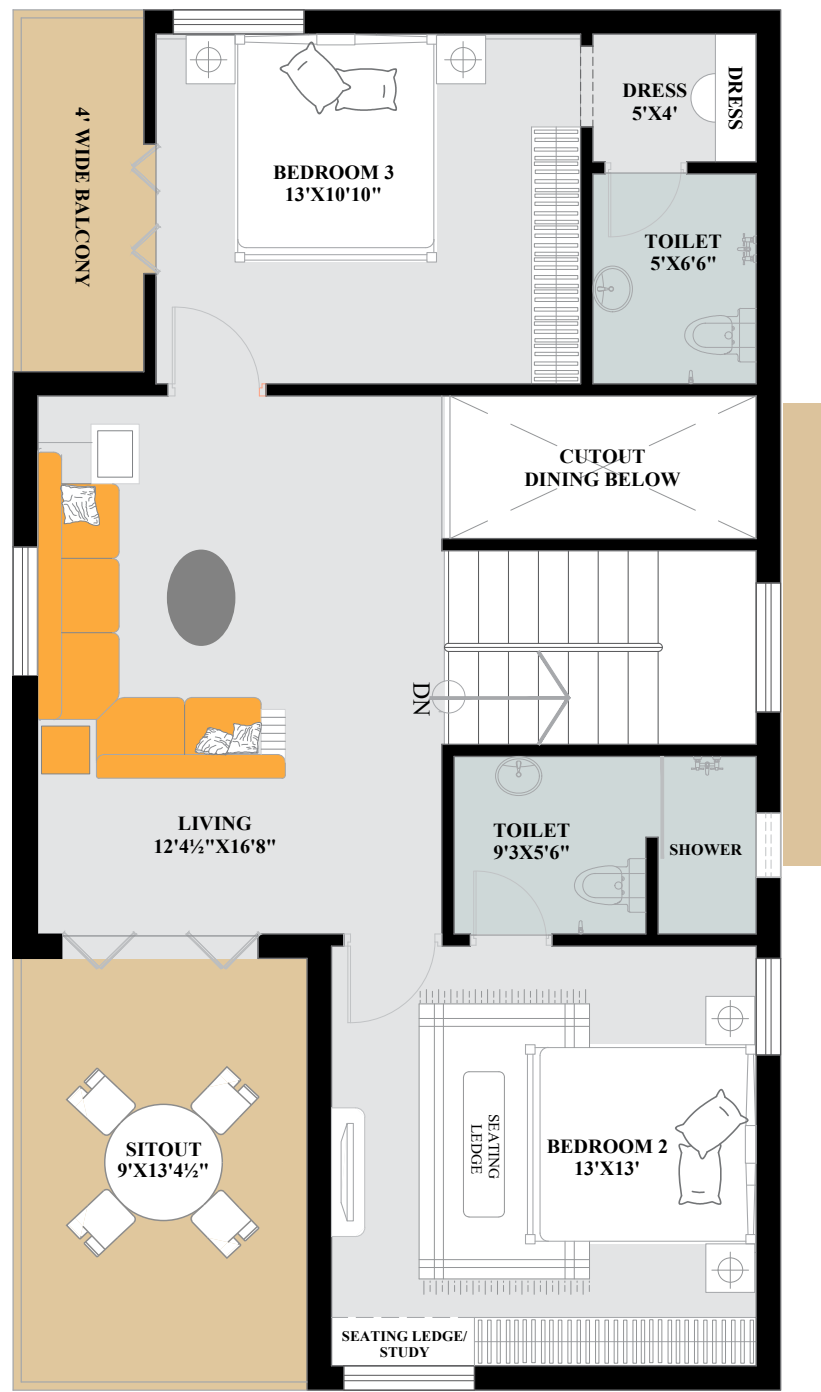 4' WIDE BALCONY
BEDROOM 3
13'X10'10"
DRESS
5'X4'
DRESS
TOILET
5'X6'6"
CUTOUT
DINING BELOW
DN
LIVING
12'4½"X16'8"
TOILET
9'3X5'6"
SHOWER
SITOUT
9'X13'4½"
SEATING
LEDGE
BEDROOM 2
13'X13'
SEATING LEDGE/
STUDY